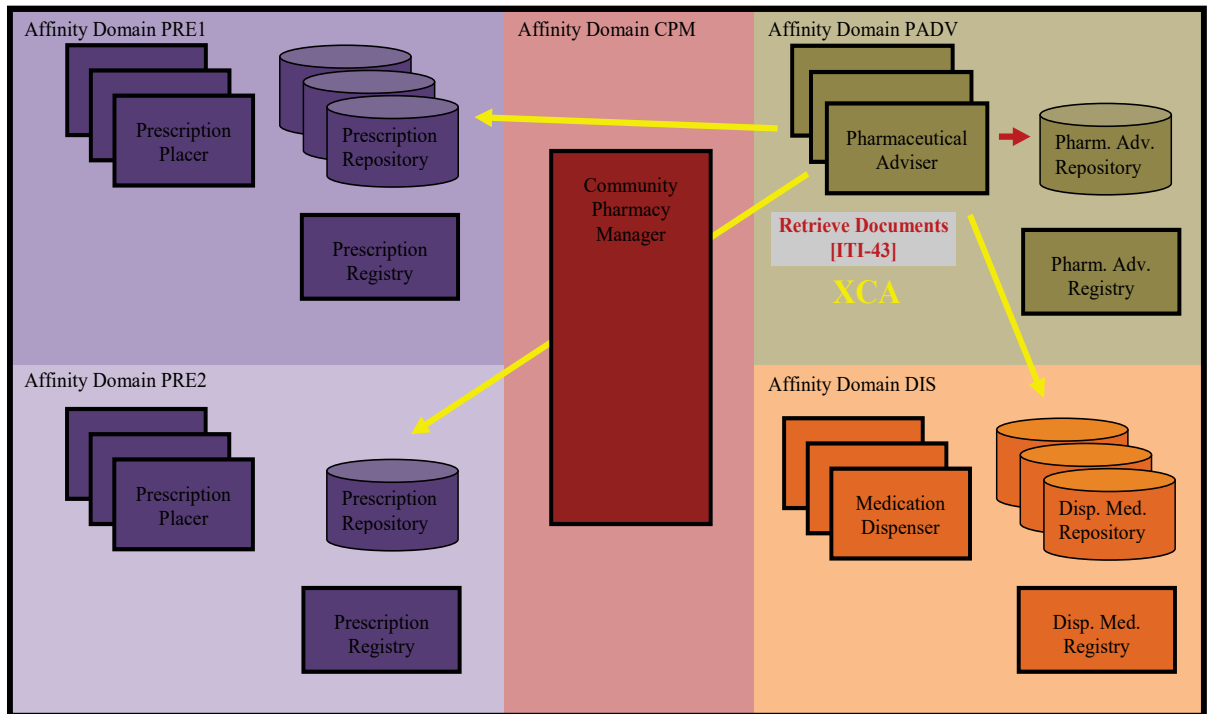 Affinity Domain PRE1
Prescription
Placer
Prescription
Repository
Prescription
Registry
Affinity Domain CPM
Community
Pharmacy
Manager
Affinity Domain PADV
Pharmaceutical
Adviser
Pharm. Adv.
Repository
Retrieve Documents
[ITI-43]
XCA
Pharm. Adv.
Registry
Affinity Domain PRE2
Prescription
Placer
Prescription
Repository
Prescription
Registry
Affinity Domain DIS
Medication
Dispenser
Disp. Med.
Repository
Disp. Med.
Registry